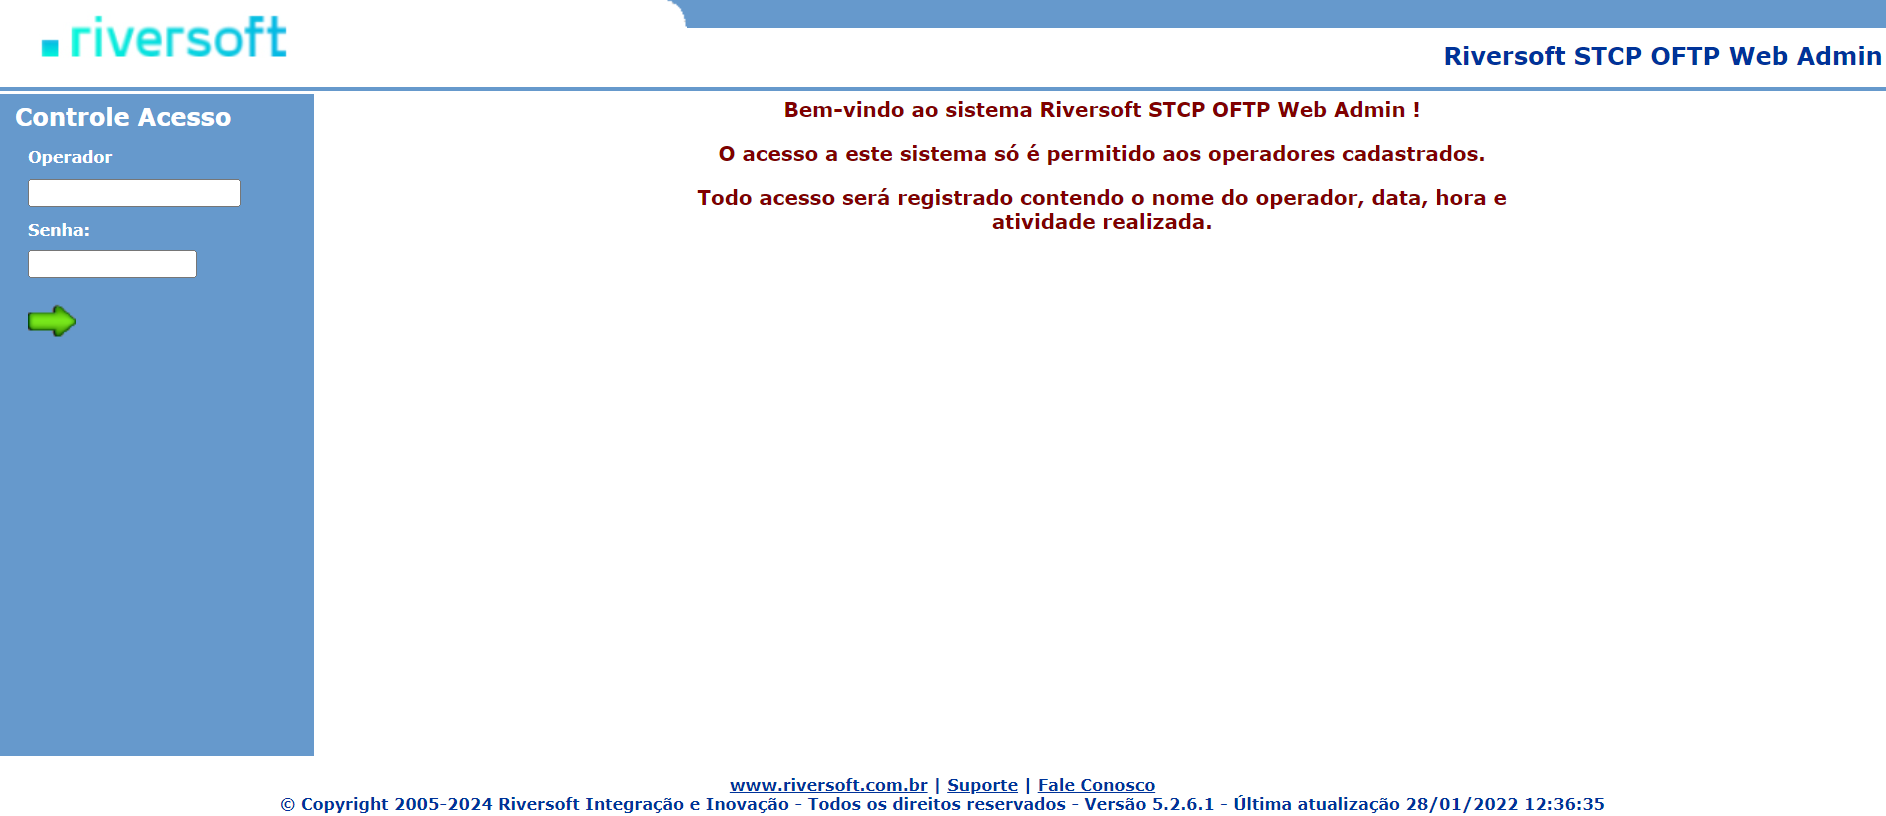 riversoft
Riversoft STCP OFTP Web Admin
Controle Acesso
Operador
Senha:
Bem-vindo ao sistema Riversoft STCP OFTP Web Admin !
O acesso a este sistema só é permitido aos operadores cadastrados.
Todo acesso será registrado contendo o nome do operador, data, hora e
atividade realizada.
www.riversoft.com.br | Suporte | Fale Conosco
© Copyright 2005-2024 Riversoft Integração e Inovação - Todos os direitos reservados - Versão 5.2.6.1 - Última atualização 28/01/2022 12:36:35